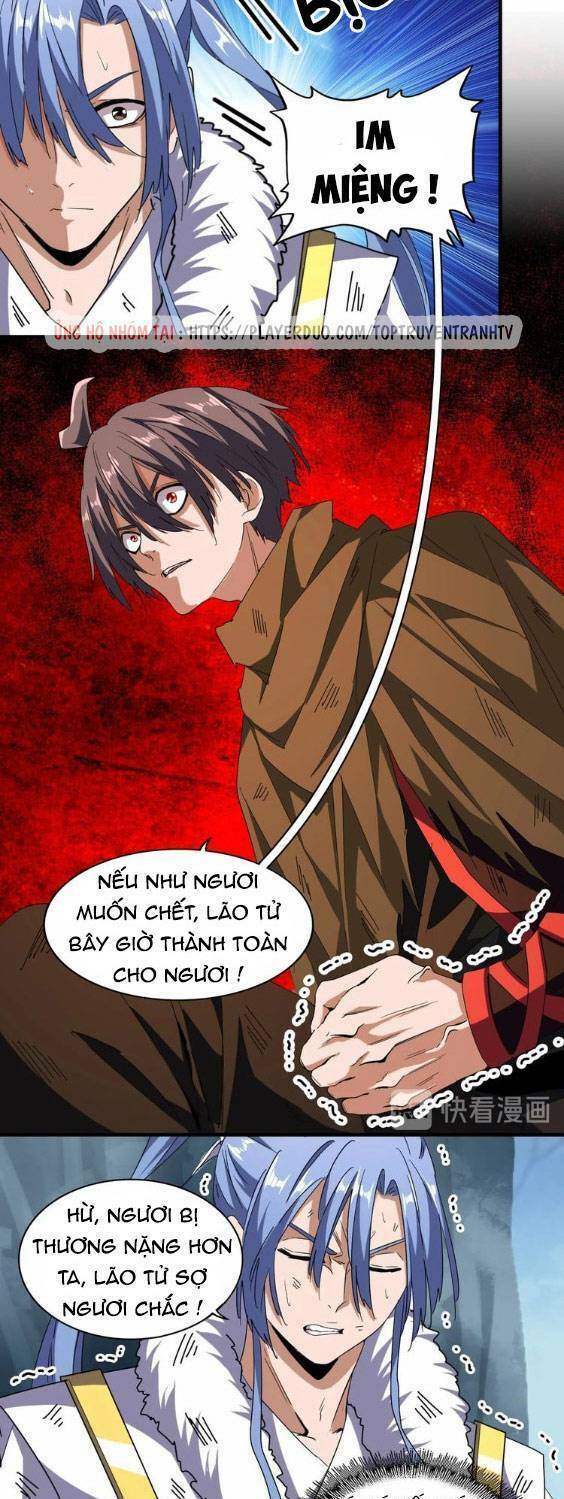 IM
MIỆNG !
ỦNG HỘ NHÓM TẠI : HTTPS://PLAYERDUO.COM/TOPTRUYENTRANHTV
NẾU NHƯ NGƯƠI
MUỐN CHẾT, LÃO TỬ
BÂY GIỜ THÀNH TOÀN
CHO NGƯƠI !
快看漫画
HỪ, NGƯƠI BỊ
THƯƠNG NẶNG HƠN
TA, LÃO TỬ SỢ
NGƯƠI CHẮC !